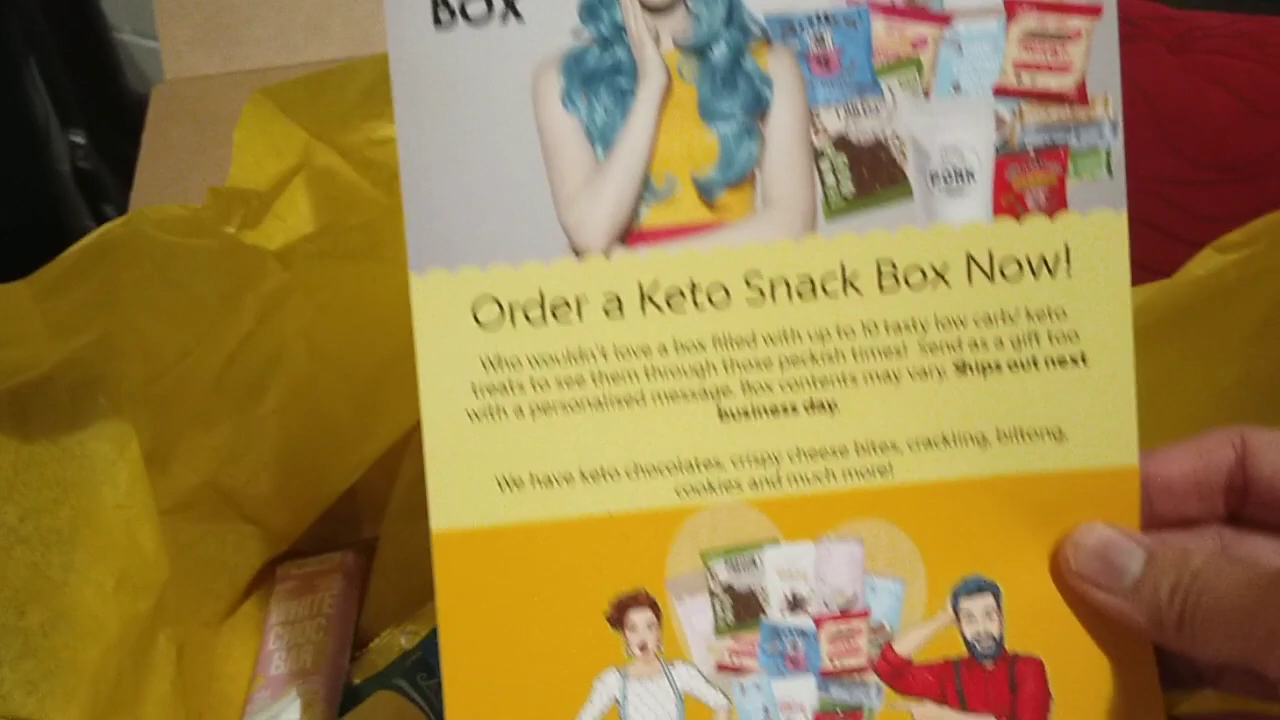 BOX
PORK
Order a Keto Snack Box Now!
Who wouldn't love a box filled with up to 10 tasty low carb/ keto
treats to see them through those peckish times! Send as a gift too
with a personalised message. Box contents may vary. Ships out next
business day.
We have keto chocolates, crispy cheese bites, crackling, biltong,
cookies and much more!
WHITE
CHOC
BAR